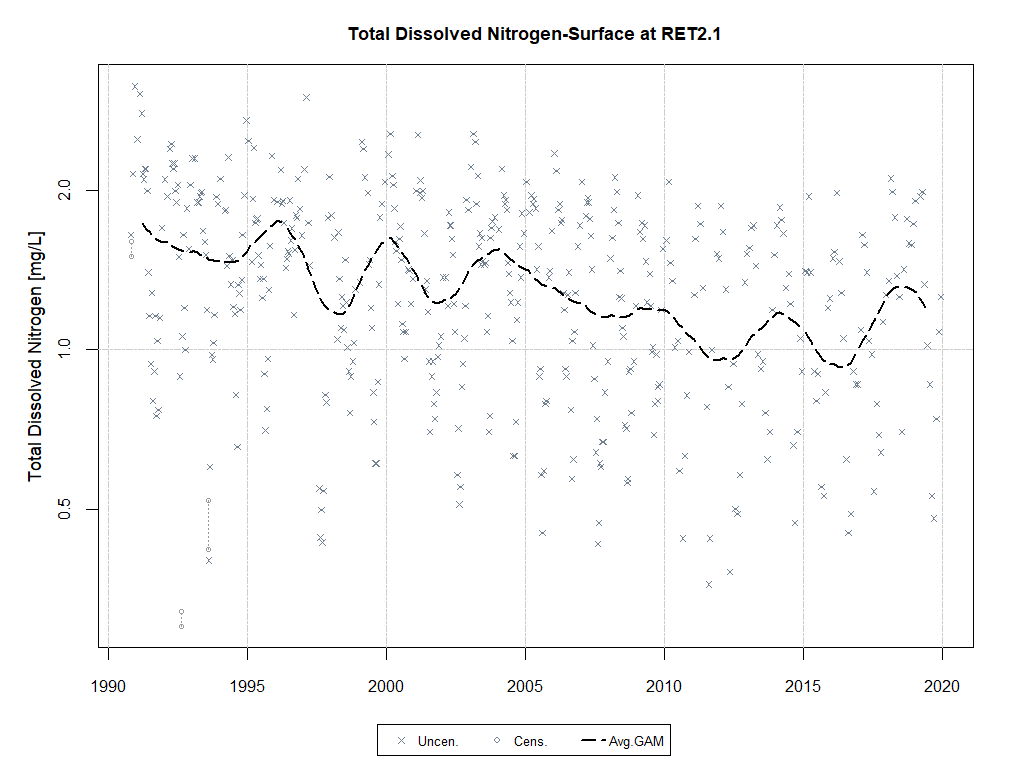 Total Dissolved Nitrogen-Surface at RET2.1
Total Dissolved Nitrogen [mg/L]
2.0
1.0
0.5
1990 1995 2000 2005 2010 2015 2020
Uncen. Cens. Avg.GAM